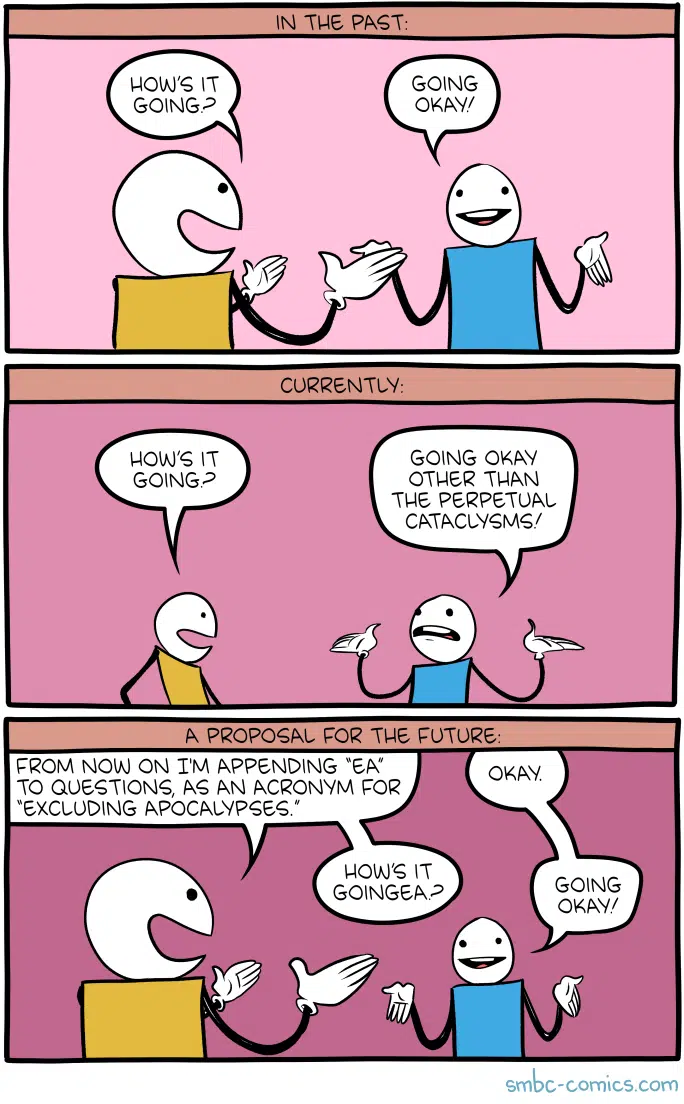 IN THE PAST:
HOW'S IT
GOING?
GOING
OKAY!
CURRENTLY:
HOW'S IT
GOING?
GOING OKAY
OTHER THAN
THE PERPETUAL
CATACLYSMS!
A PROPOSAL FOR THE FUTURE:
FROM NOW ON I'M APPENDING "EA"
TO QUESTIONS, AS AN ACRONYM FOR
"EXCLUDING APOCALYPSES."
HOW'S IT
GOINGEA?
OKAY.
GOING
OKAY!
smbc-comics.com